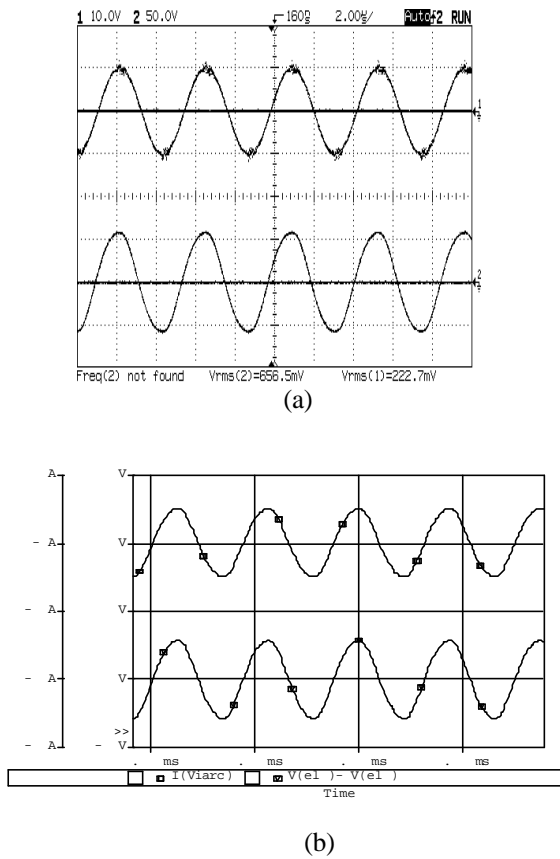 1 10.0V 2 50.0V 2.00 Auto RUN
1
2
Freq(2) not found Vrms(2)=656.5mV Vrms(1)=222.7mV
(a)
A V
- A V
- A V
- A V
>>
- A - V
. ms . ms . ms . ms
I(Viarc) V(el )- V(el )
Time
(b)